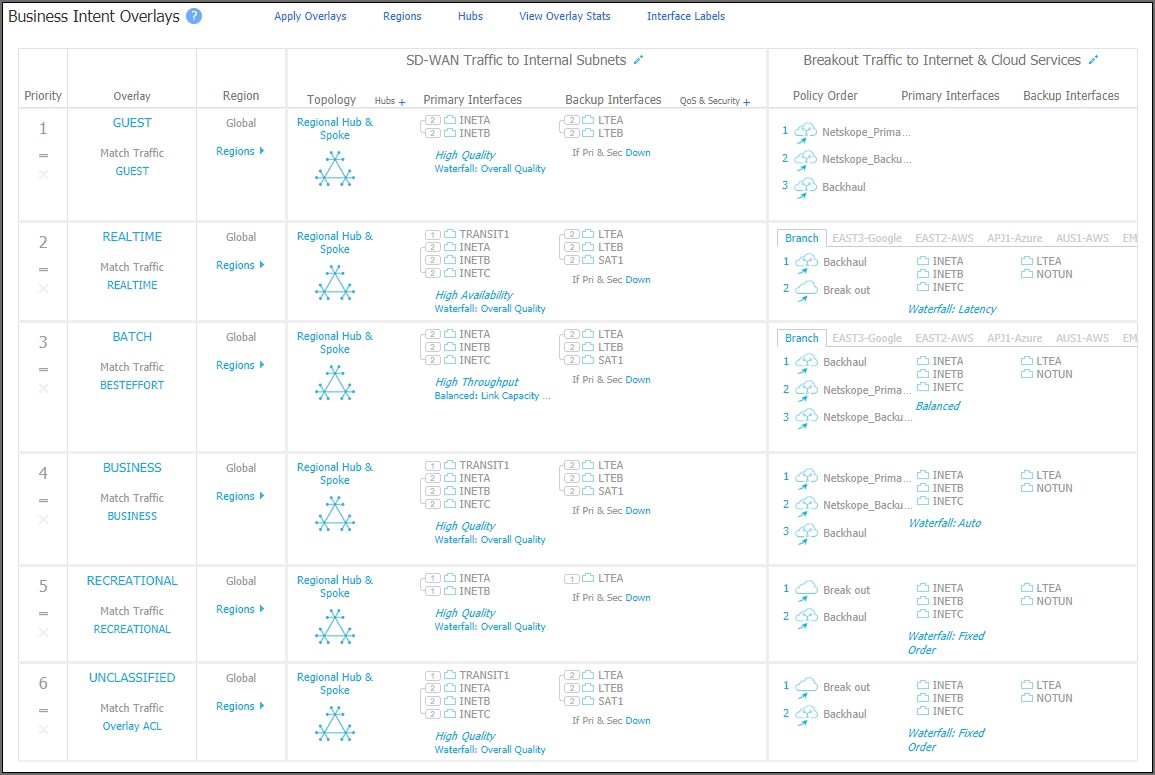 Business Intent Overlays ?
Apply Overlays Regions Hubs View Overlay Stats Interface Labels
SD-WAN Traffic to Internal Subnets
Breakout Traffic to Internet & Cloud Services
Priority Overlay Region Topology Hubs + Primary Interfaces Backup Interfaces QoS & Security + Policy Order Primary Interfaces Backup Interfaces
1
=
×
GUEST
Match Traffic
GUEST
Global
Regions
Regional Hub &
Spoke
2 INETA
2 INETB
High Quality
Waterfall: Overall Quality
2 LTEA
2 LTEB
If Pri & Sec Down
1 Netskope_Prima...
2 Netskope_Backu...
3 Backhaul
2
=
×
REALTIME
Match Traffic
REALTIME
Global
Regions
Regional Hub &
Spoke
1 TRANSIT1
2 INETA
2 INETB
2 INETC
High Availability
Waterfall: Overall Quality
2 LTEA
2 LTEB
2 SAT1
If Pri & Sec Down
Branch EAST3-Google EAST2-AWS APJ1-Azure AUS1-AWS EM
1 Backhaul
2 Break out
INETA
INETB
INETC
Waterfall: Latency
LTEA
NOTUN
3
=
×
BATCH
Match Traffic
BESTEFFORT
Global
Regions
Regional Hub &
Spoke
2 INETA
2 INETB
2 INETC
High Throughput
Balanced: Link Capacity ...
2 LTEA
2 LTEB
2 SAT1
If Pri & Sec Down
Branch EAST3-Google EAST2-AWS APJ1-Azure AUS1-AWS EM
1 Backhaul
2 Netskope_Prima...
3 Netskope_Backu...
INETA
INETB
INETC
Balanced
LTEA
NOTUN
4
=
×
BUSINESS
Match Traffic
BUSINESS
Global
Regions
Regional Hub &
Spoke
1 TRANSIT1
2 INETA
2 INETB
2 INETC
High Quality
Waterfall: Overall Quality
2 LTEA
2 LTEB
2 SAT1
If Pri & Sec Down
1 Netskope_Prima...
2 Netskope_Backu...
3 Backhaul
INETA
INETB
INETC
Waterfall: Auto
LTEA
NOTUN
5
=
×
RECREATIONAL
Match Traffic
RECREATIONAL
Global
Regions
Regional Hub &
Spoke
1 INETA
1 INETB
High Quality
Waterfall: Overall Quality
1 LTEA
If Pri & Sec Down
1 Break out
2 Backhaul
INETA
INETB
INETC
Waterfall: Fixed
Order
LTEA
NOTUN
6
=
×
UNCLASSIFIED
Match Traffic
Overlay ACL
Global
Regions
Regional Hub &
Spoke
1 TRANSIT1
2 INETA
2 INETB
2 INETC
High Quality
Waterfall: Overall Quality
2 LTEA
2 LTEB
2 SAT1
If Pri & Sec Down
1 Break out
2 Backhaul
INETA
INETB
INETC
Waterfall: Fixed
Order
LTEA
NOTUN